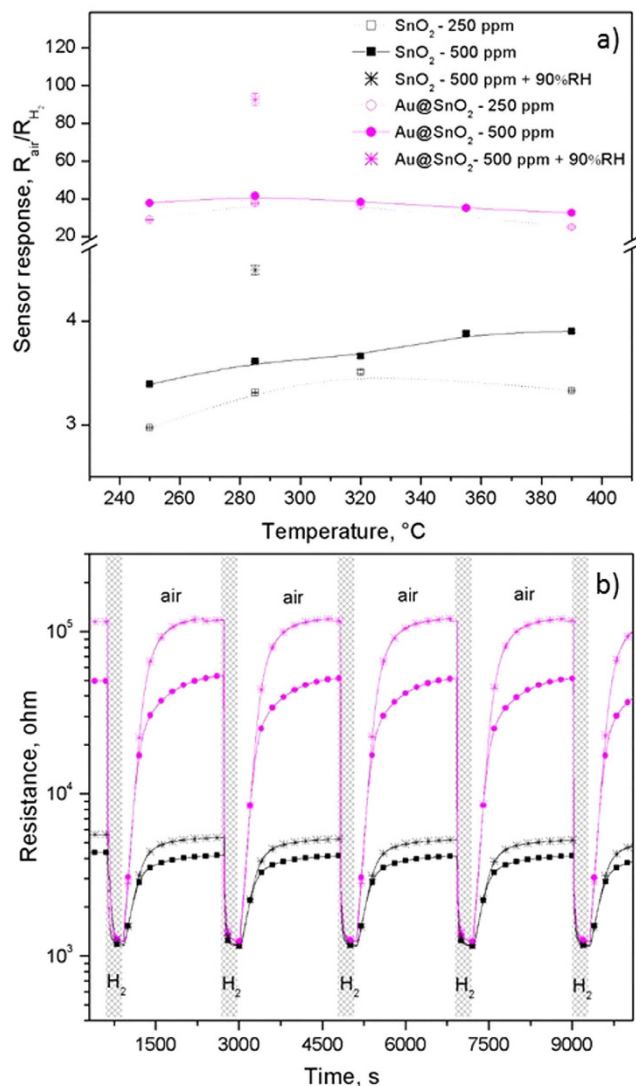 a)
SnO2 - 250 ppm
SnO2 - 500 ppm
SnO2 - 500 ppm + 90%RH
Au@SnO2 - 250 ppm
Au@SnO2 - 500 ppm
Au@SnO2 - 500 ppm + 90%RH
Sensor response, Rair/RH2
120
100
80
60
40
20
4
3
240 260 280 300 320 340 360 380 400
Temperature, °C
b)
air air air air
Resistance, ohm
10^5
10^4
10^3
H2 H2 H2 H2 H2
1500 3000 4500 6000 7500 9000
Time, s